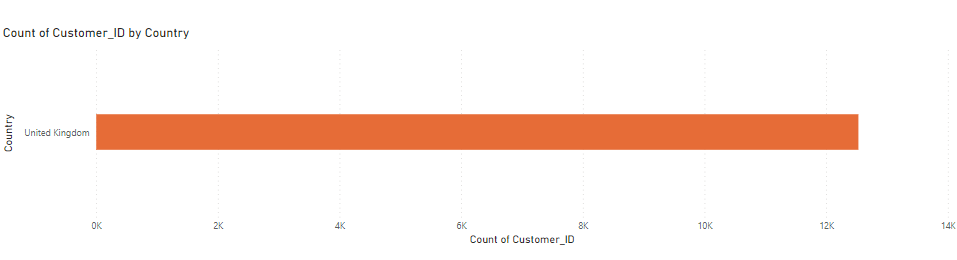 Count of Customer_ID by Country
Country
United Kingdom
0K 2K 4K 6K 8K 10K 12K 14K
Count of Customer_ID